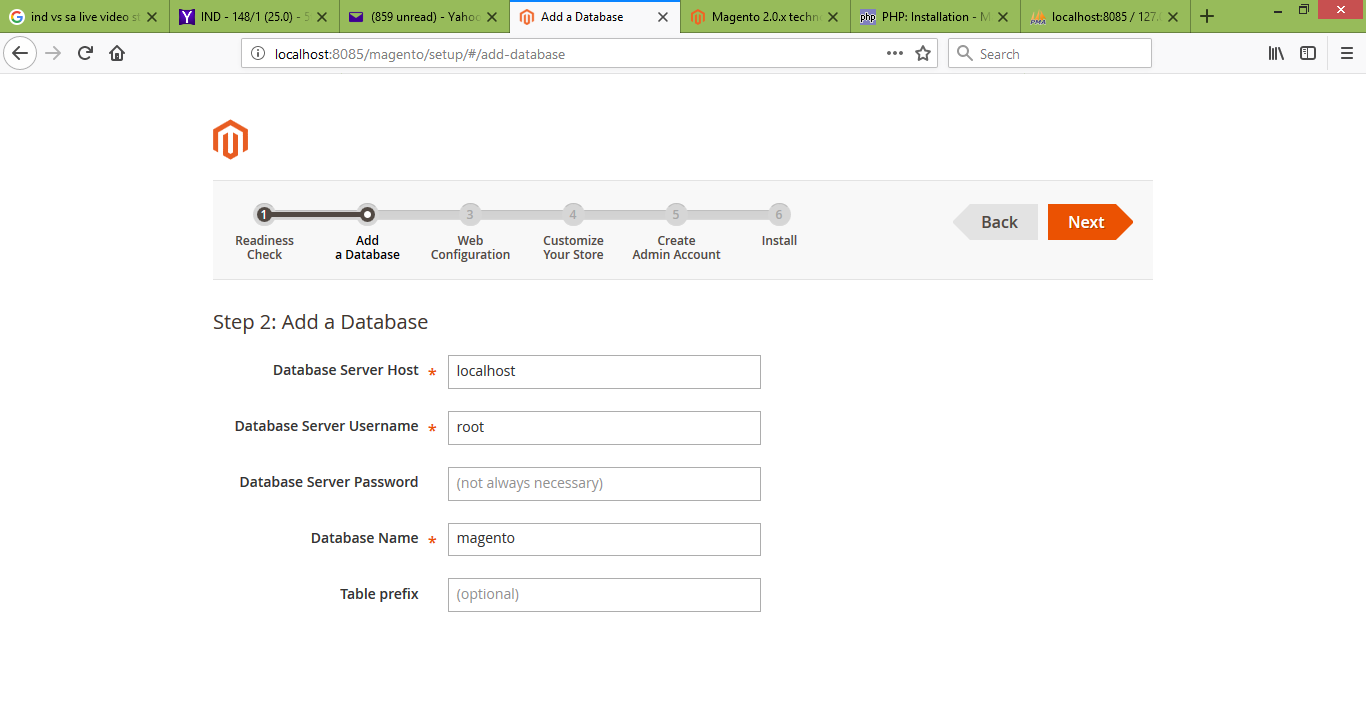 ind vs sa live video st
IND - 148/1 (25.0) - S
(859 unread) - Yahoo
Add a Database
Magento 2.0.x techn
php
PHP: Installation - M
PMA
localhost:8085 / 127.
localhost:8085/magento/setup/#/add-database
Search
1
3
4
5
6
Readiness
Check
Add
a Database
Web
Configuration
Customize
Your Store
Create
Admin Account
Install
Back
Next
Step 2: Add a Database
Database Server Host *
localhost
Database Server Username *
root
Database Server Password
(not always necessary)
Database Name *
magento
Table prefix
(optional)